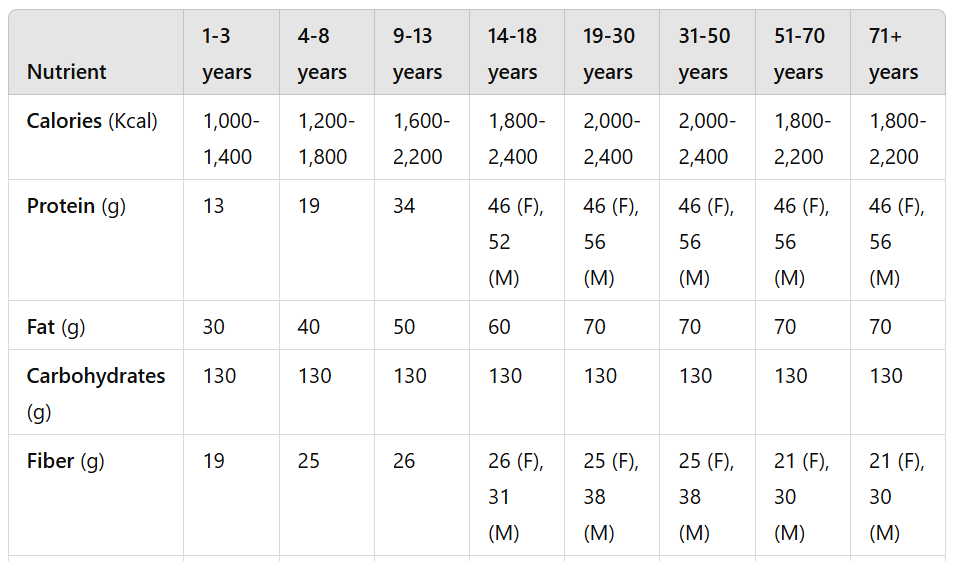 Nutrient 1-3 years 4-8 years 9-13 years 14-18 years 19-30 years 31-50 years 51-70 years 71+ years
Calories (Kcal) 1,000-1,400 1,200-1,800 1,600-2,200 1,800-2,400 2,000-2,400 2,000-2,400 1,800-2,200 1,800-2,200
Protein (g) 13 19 34 46 (F), 52 (M) 46 (F), 56 (M) 46 (F), 56 (M) 46 (F), 56 (M) 46 (F), 56 (M)
Fat (g) 30 40 50 60 70 70 70 70
Carbohydrates (g) 130 130 130 130 130 130 130 130
Fiber (g) 19 25 26 26 (F), 31 (M) 25 (F), 38 (M) 25 (F), 38 (M) 21 (F), 30 (M) 21 (F), 30 (M)